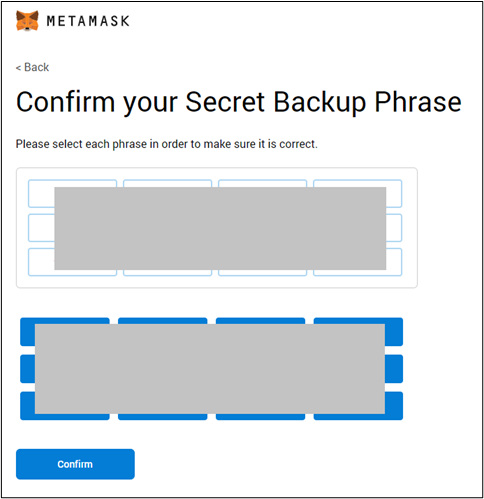 METAMASK
< Back
Confirm your Secret Backup Phrase
Please select each phrase in order to make sure it is correct.
Confirm